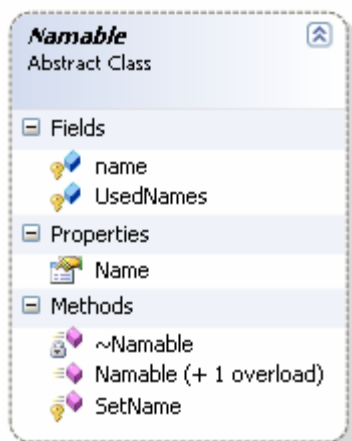 Namable
Abstract Class
Fields
name
UsedNames
Properties
Name
Methods
~Namable
Namable (+ 1 overload)
SetName